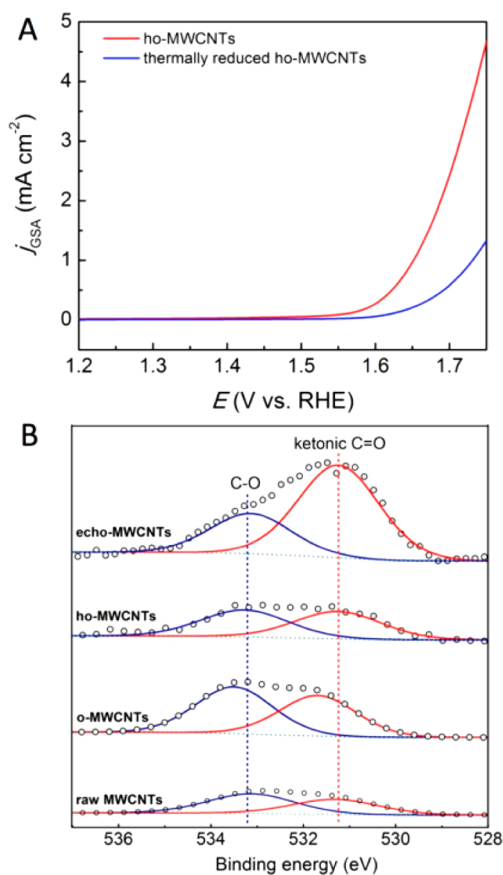 A
ho-MWCNTs
thermally reduced ho-MWCNTs
5
4
3
2
1
0
j_GSA (mA cm⁻²)
1.2 1.3 1.4 1.5 1.6 1.7
E (V vs. RHE)
B
ketonic C=O
C-O
echo-MWCNTs
ho-MWCNTs
o-MWCNTs
raw MWCNTs
536 534 532 530 528
Binding energy (eV)